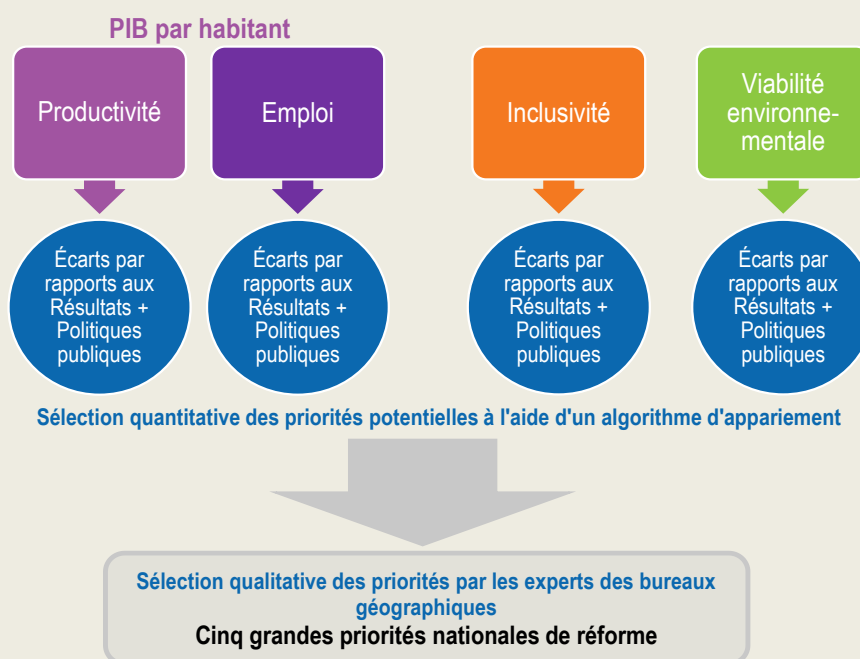 PIB par habitant
Productivité
Emploi
Inclusivité
Viabilité
environne-
mentale
Écarts par
rapports aux
Résultats +
Politiques
publiques
Écarts par
rapports aux
Résultats +
Politiques
publiques
Écarts par
rapports aux
Résultats +
Politiques
publiques
Écarts par
rapports aux
Résultats +
Politiques
publiques
Sélection quantitative des priorités potentielles à l'aide d'un algorithme d'appariement
Sélection qualitative des priorités par les experts des bureaux
géographiques
Cinq grandes priorités nationales de réforme